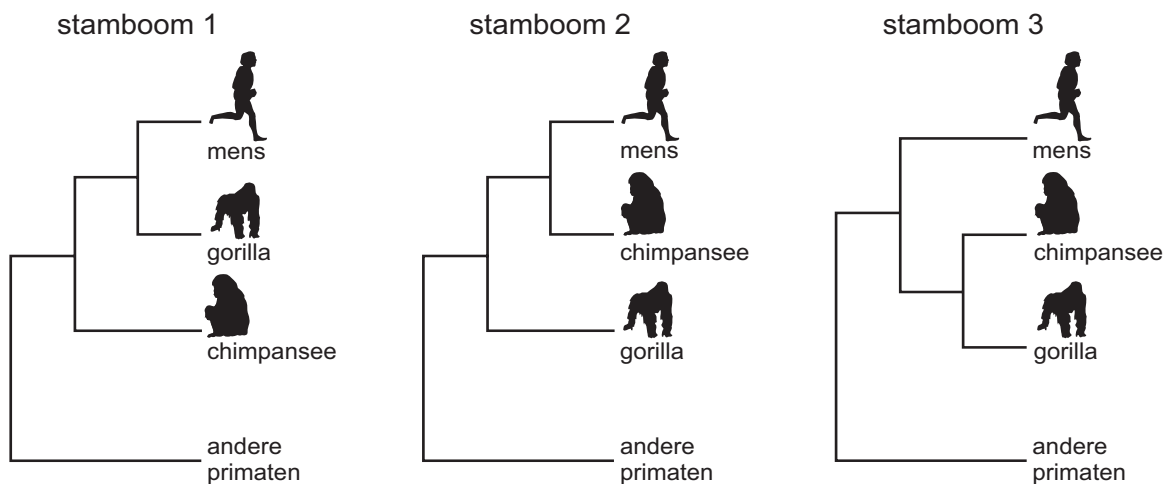 stamboom 1
mens
gorilla
chimpansee
andere
primaten
stamboom 2
mens
chimpansee
gorilla
andere
primaten
stamboom 3
mens
chimpansee
gorilla
andere
primaten